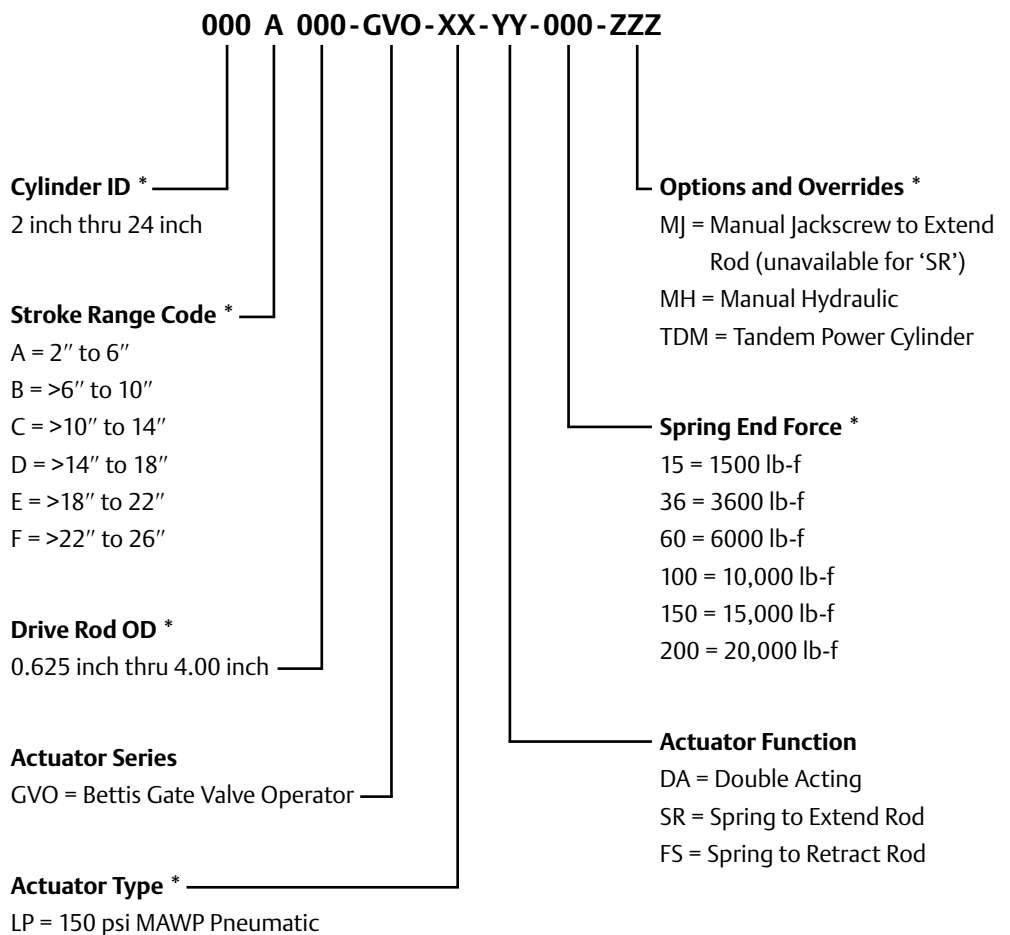 000 A 000-GVO-XX-YY-000-ZZZ
Cylinder ID *
2 inch thru 24 inch
Stroke Range Code *
A = 2″ to 6″
B = >6″ to 10″
C = >10″ to 14″
D = >14″ to 18″
E = >18″ to 22″
F = >22″ to 26″
Drive Rod OD *
0.625 inch thru 4.00 inch
Actuator Series
GVO = Bettis Gate Valve Operator
Actuator Type *
LP = 150 psi MAWP Pneumatic
Options and Overrides *
MJ = Manual Jackscrew to Extend
Rod (unavailable for ‘SR’)
MH = Manual Hydraulic
TDM = Tandem Power Cylinder
Spring End Force *
15 = 1500 lb-f
36 = 3600 lb-f
60 = 6000 lb-f
100 = 10,000 lb-f
150 = 15,000 lb-f
200 = 20,000 lb-f
Actuator Function
DA = Double Acting
SR = Spring to Extend Rod
FS = Spring to Retract Rod